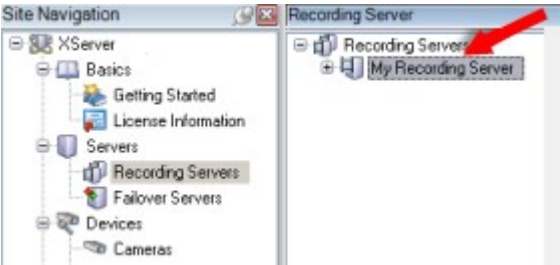 Site Navigation
XServer
Basics
Getting Started
License Information
Servers
Recording Servers
Failover Servers
Devices
Cameras
Recording Server
Recording Servers
My Recording Server